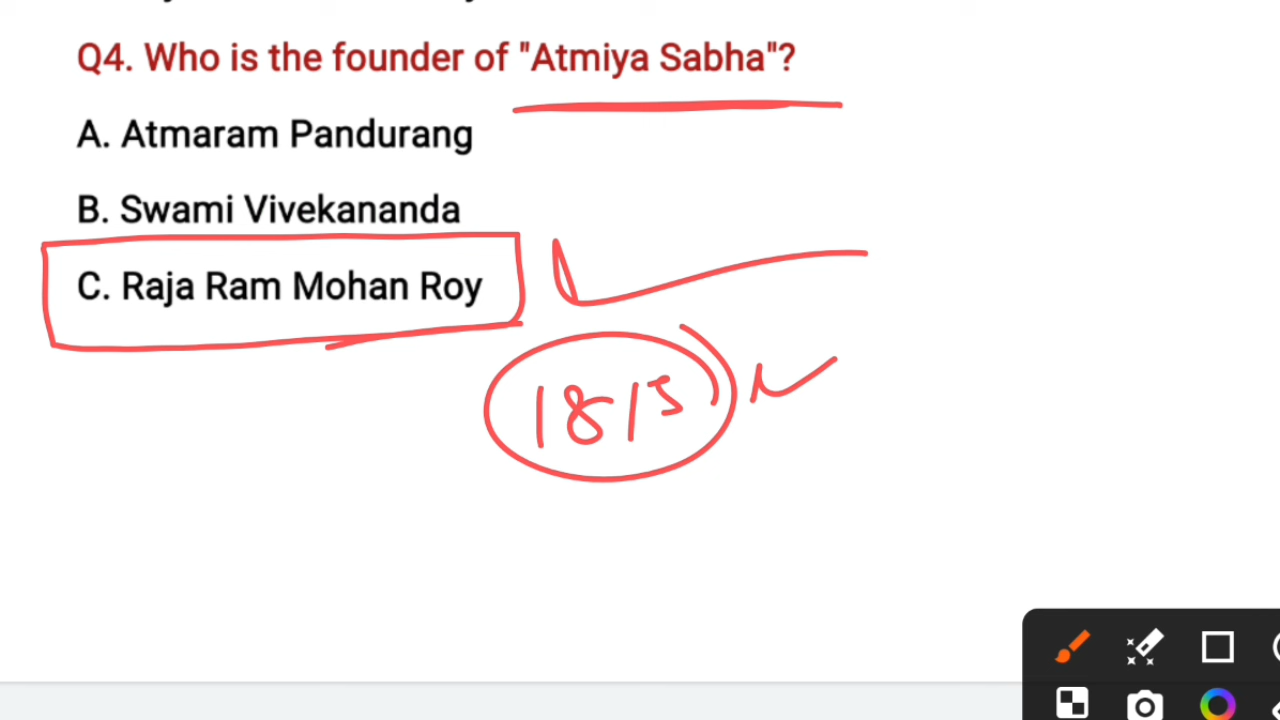 Q4. Who is the founder of "Atmiya Sabha"?
A. Atmaram Pandurang
B. Swami Vivekananda
C. Raja Ram Mohan Roy
1815